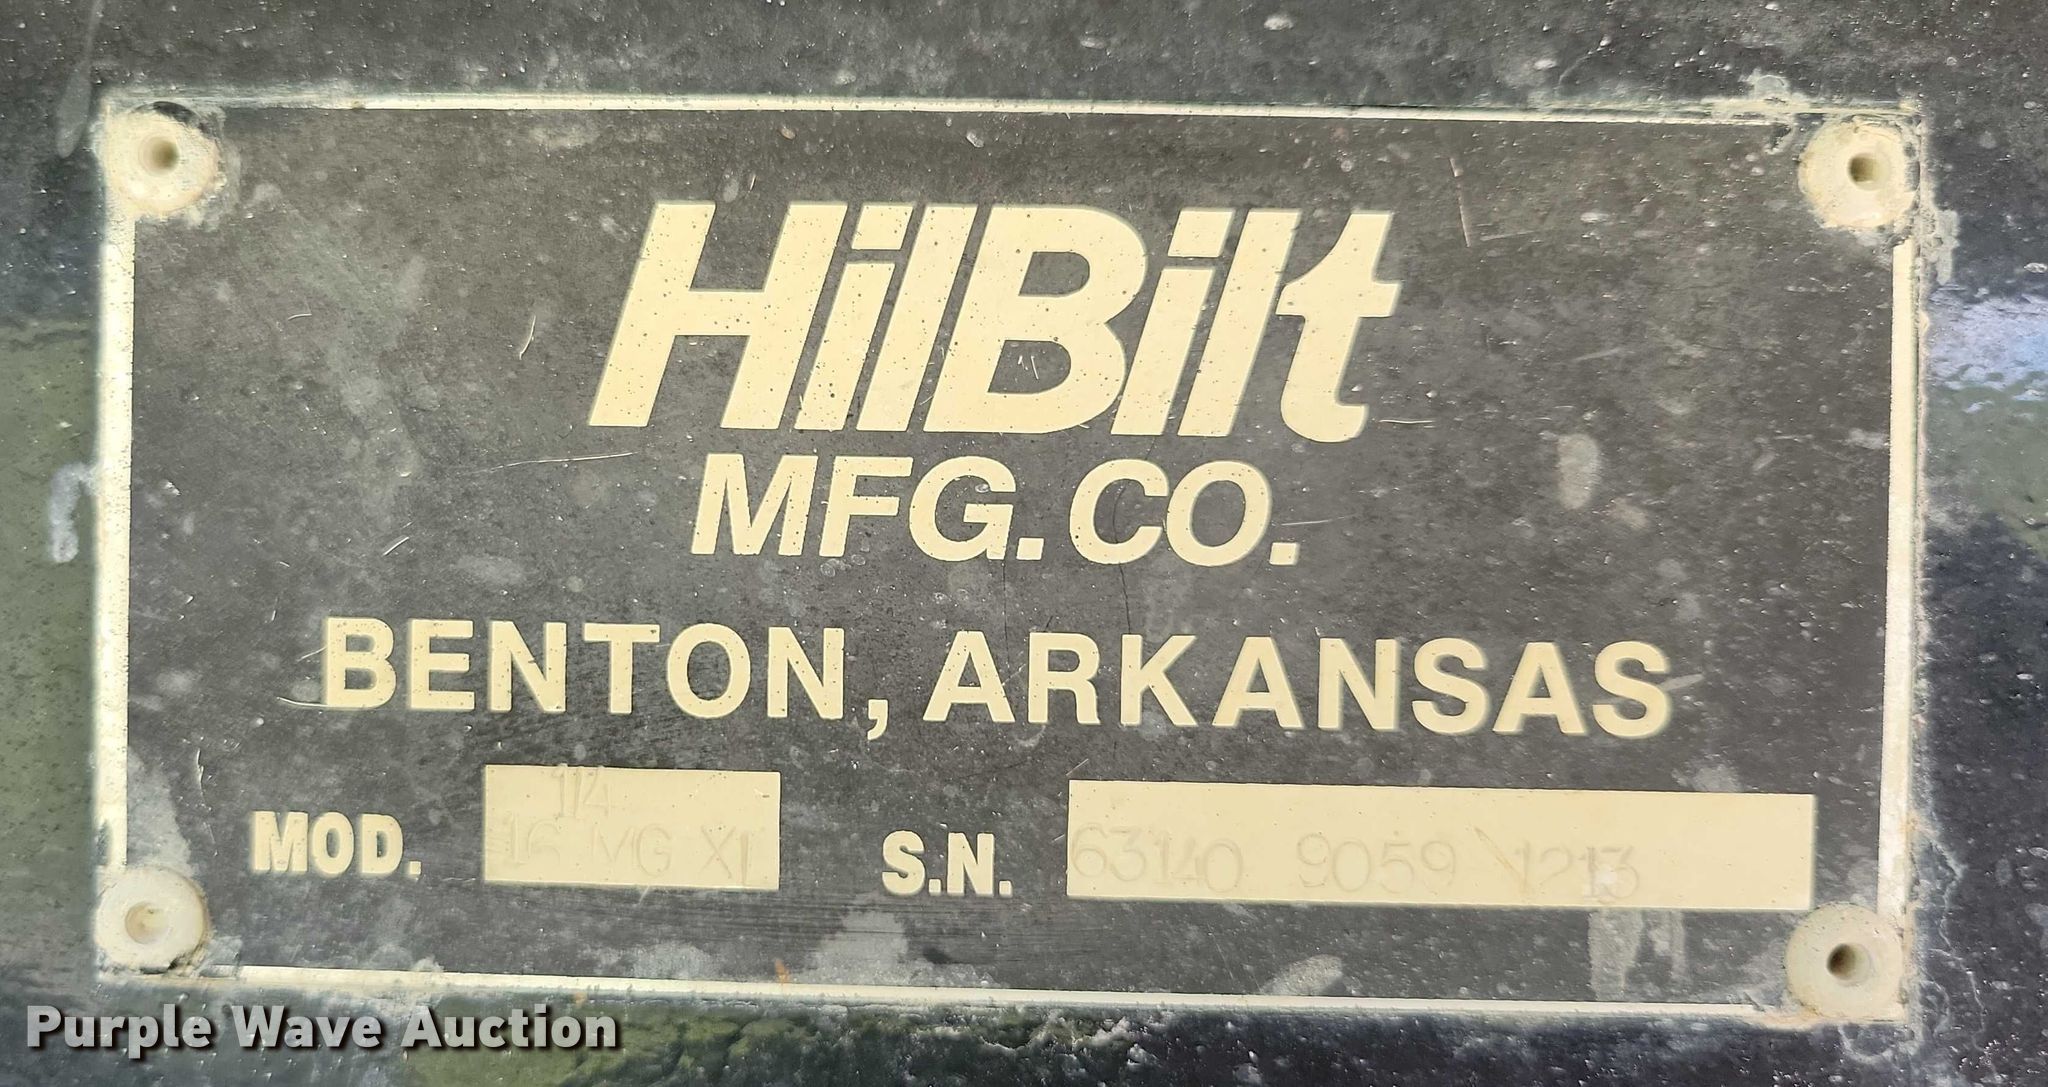 HilBilt
MFG. CO.
BENTON, ARKANSAS
114
MOD. 16 MG XL S.N. 63140 9059 1213
Purple Wave Auction